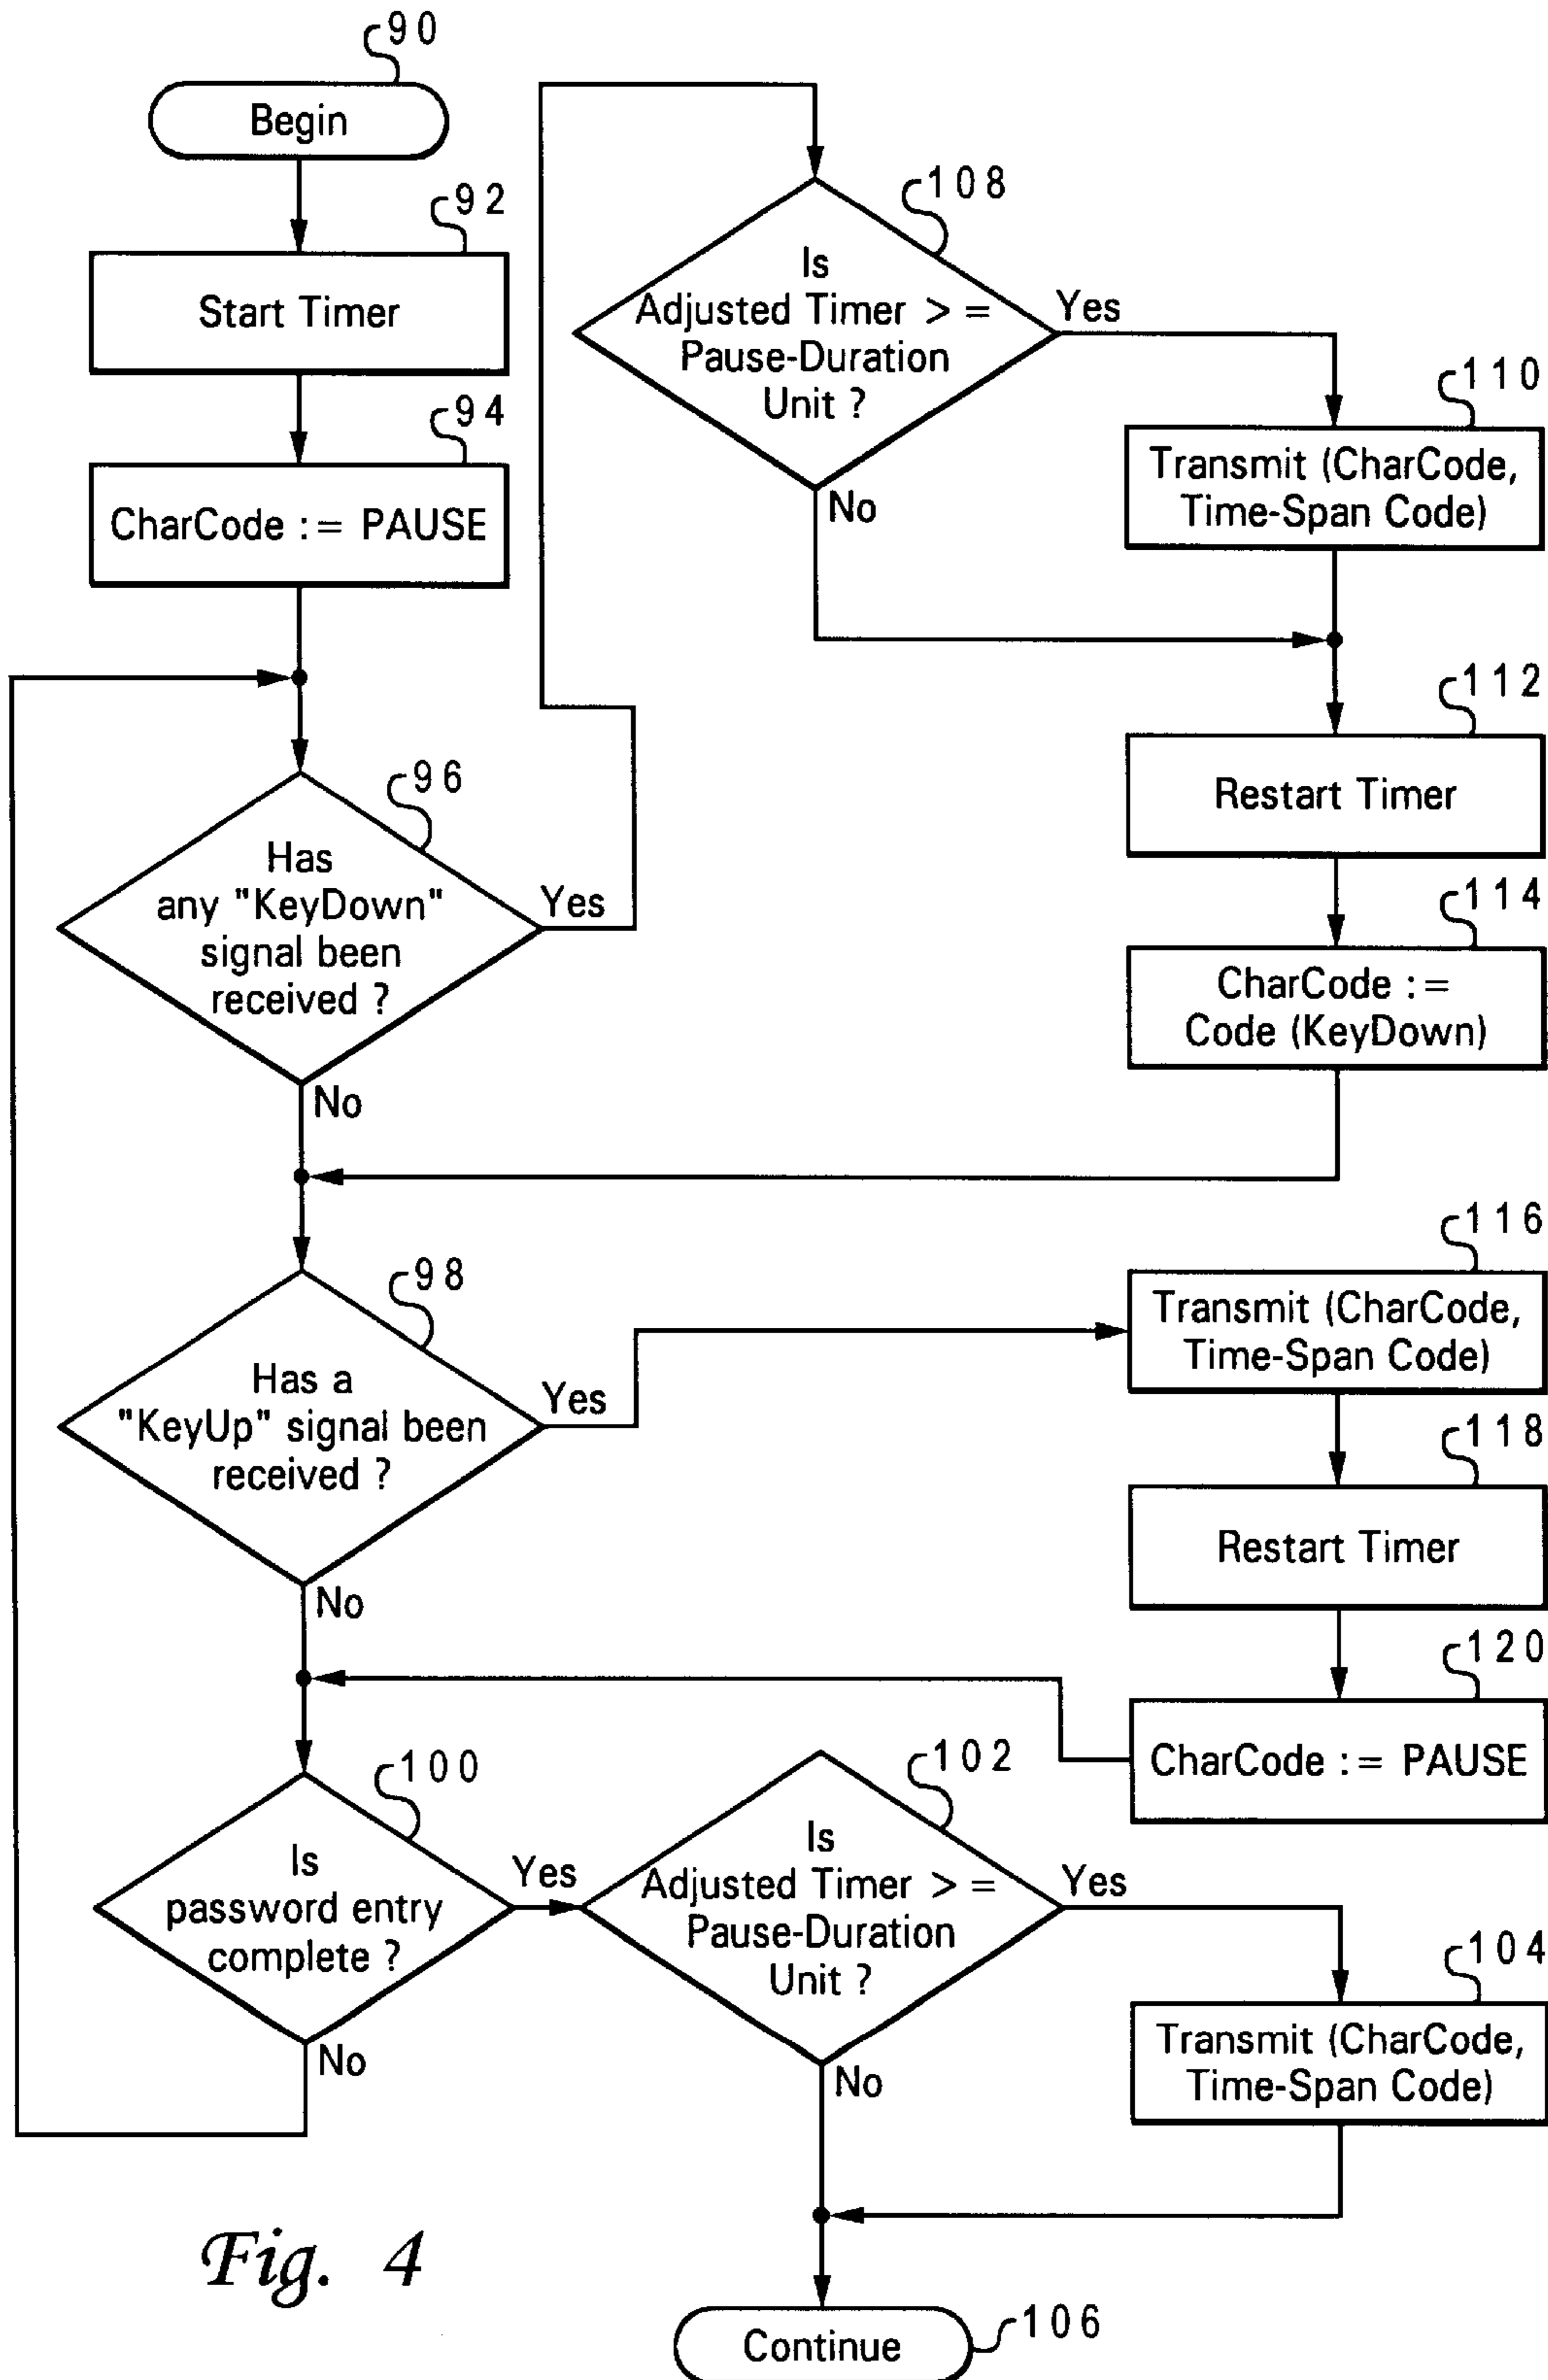 90
Begin
92
Start Timer
94
CharCode := PAUSE
96
Has
any "KeyDown"
signal been
received ?
Yes
No
108
Is
Adjusted Timer > =
Pause-Duration
Unit ?
Yes
No
110
Transmit (CharCode,
Time-Span Code)
112
Restart Timer
114
CharCode :=
Code (KeyDown)
98
Has a
"KeyUp" signal been
received ?
Yes
No
116
Transmit (CharCode,
Time-Span Code)
118
Restart Timer
120
CharCode := PAUSE
100
Is
password entry
complete ?
Yes
No
102
Is
Adjusted Timer > =
Pause-Duration
Unit ?
Yes
No
104
Transmit (CharCode,
Time-Span Code)
Continue
106
Fig. 4